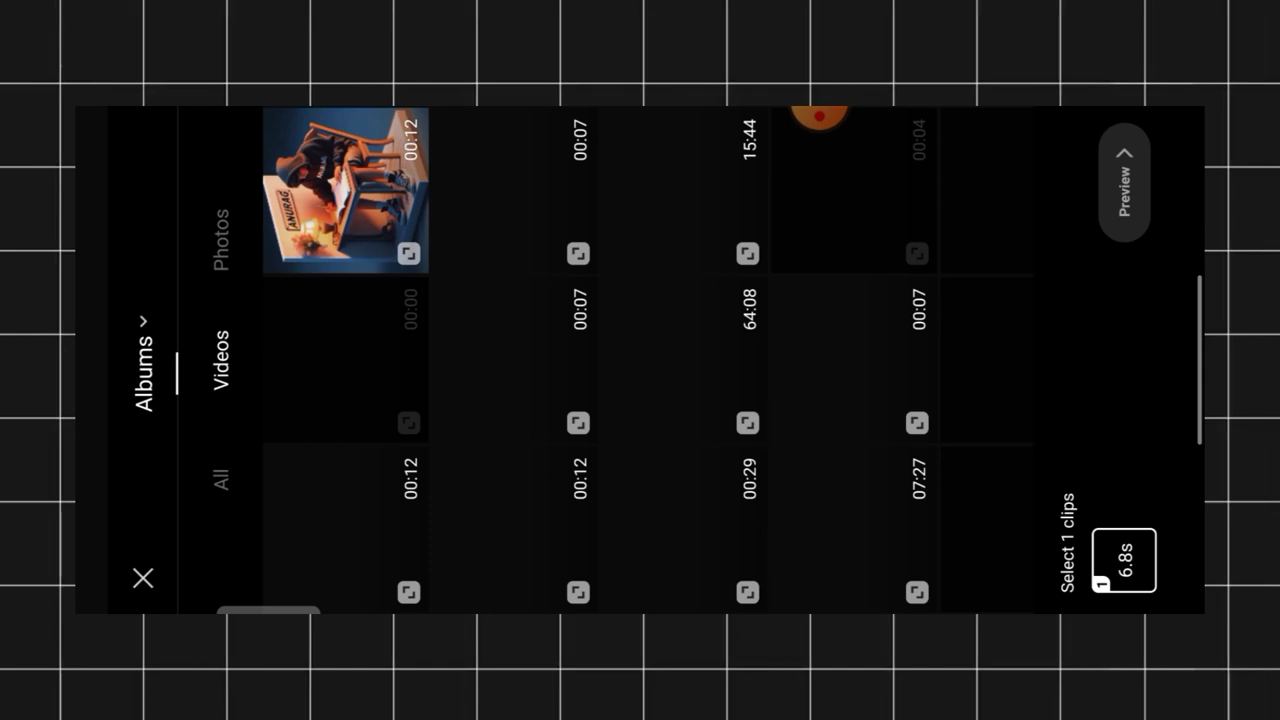 Albums
All Videos Photos
ANURAG
00:12 00:00 00:12
00:12 00:07 00:07
00:29 64:08 15:44
07:27 00:07 00:04
Select 1 clips
1
6.8s
Preview